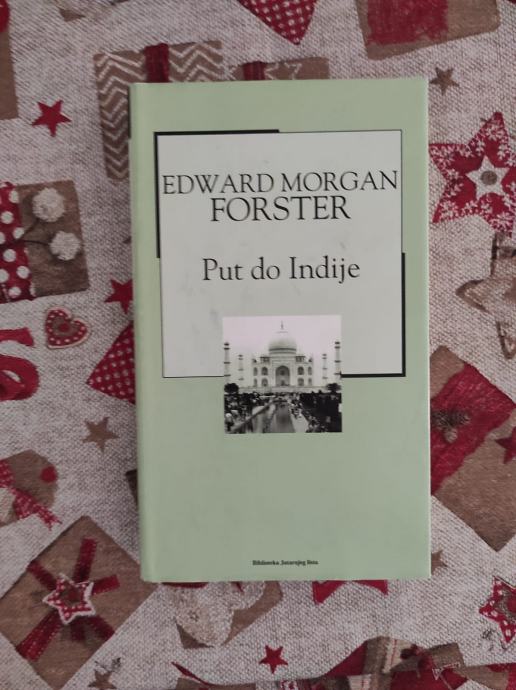 EDWARD MORGAN
FORSTER
Put do Indije
Biblioteka Jutarnjeg lista